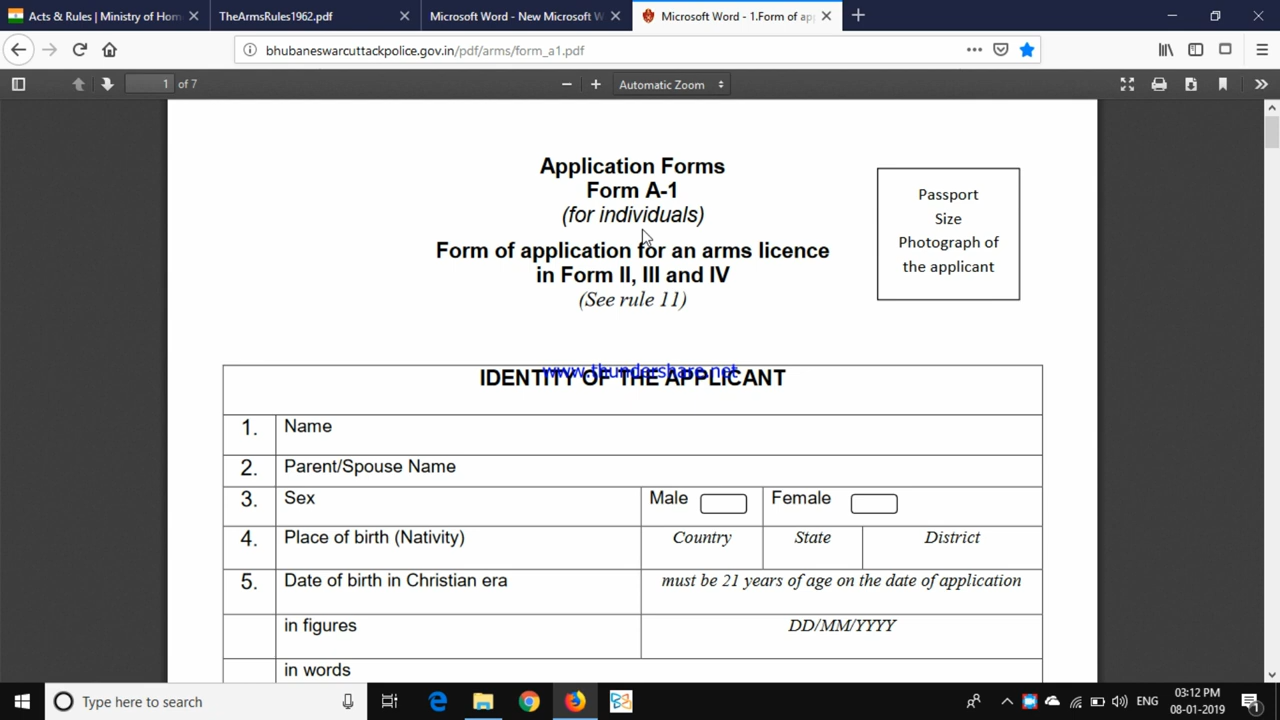 Acts & Rules | Ministry of Hom
TheArmsRules1962.pdf
Microsoft Word - New Microsoft W
Microsoft Word - 1.Form of ap
bhubaneswarcuttackpolice.gov.in/pdf/arms/form_a1.pdf
1 of 7
Automatic Zoom
Application Forms
Form A-1
(for individuals)
Form of application for an arms licence
in Form II, III and IV
(See rule 11)
Passport
Size
Photograph of
the applicant
www.thundershare.net
IDENTITY OF THE APPLICANT
1. Name
2. Parent/Spouse Name
3. Sex Male Female
4. Place of birth (Nativity) Country State District
5. Date of birth in Christian era must be 21 years of age on the date of application
in figures DD/MM/YYYY
in words
Type here to search
ENG
03:12 PM
08-01-2019
1